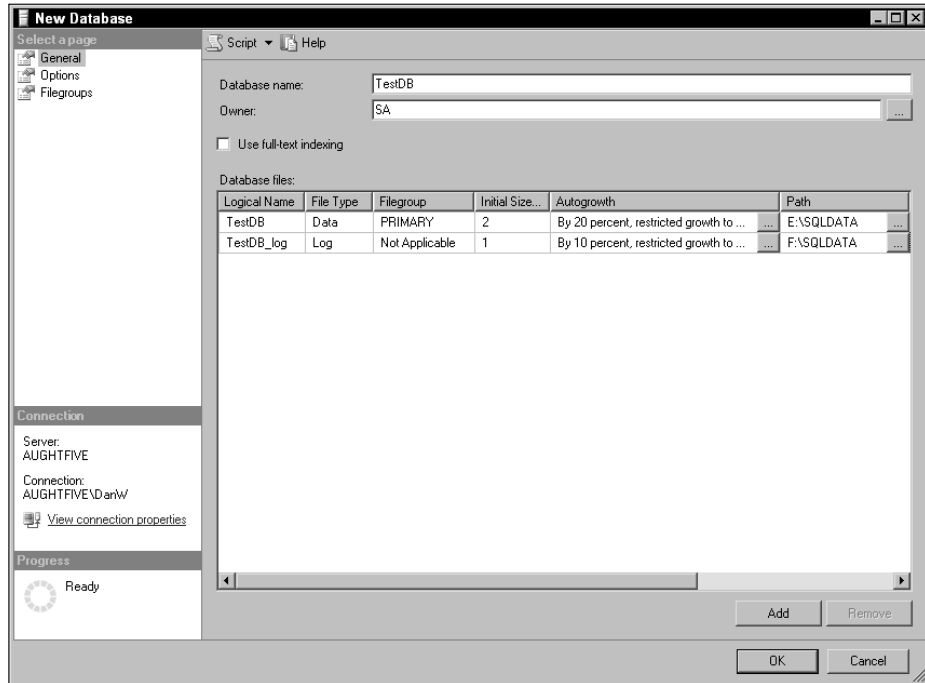 New Database
Select a page
General
Options
Filegroups
Script Help
Database name: TestDB
Owner: SA ...
Use full-text indexing
Database files:
Logical Name File Type Filegroup Initial Size... Autogrowth Path
TestDB Data PRIMARY 2 By 20 percent, restricted growth to ... ... E:\SQLDATA ...
TestDB_log Log Not Applicable 1 By 10 percent, restricted growth to ... ... F:\SQLDATA ...
Connection
Server:
AUGHTFIVE
Connection:
AUGHTFIVE\DanW
View connection properties
Progress
Ready
Add Remove
OK Cancel